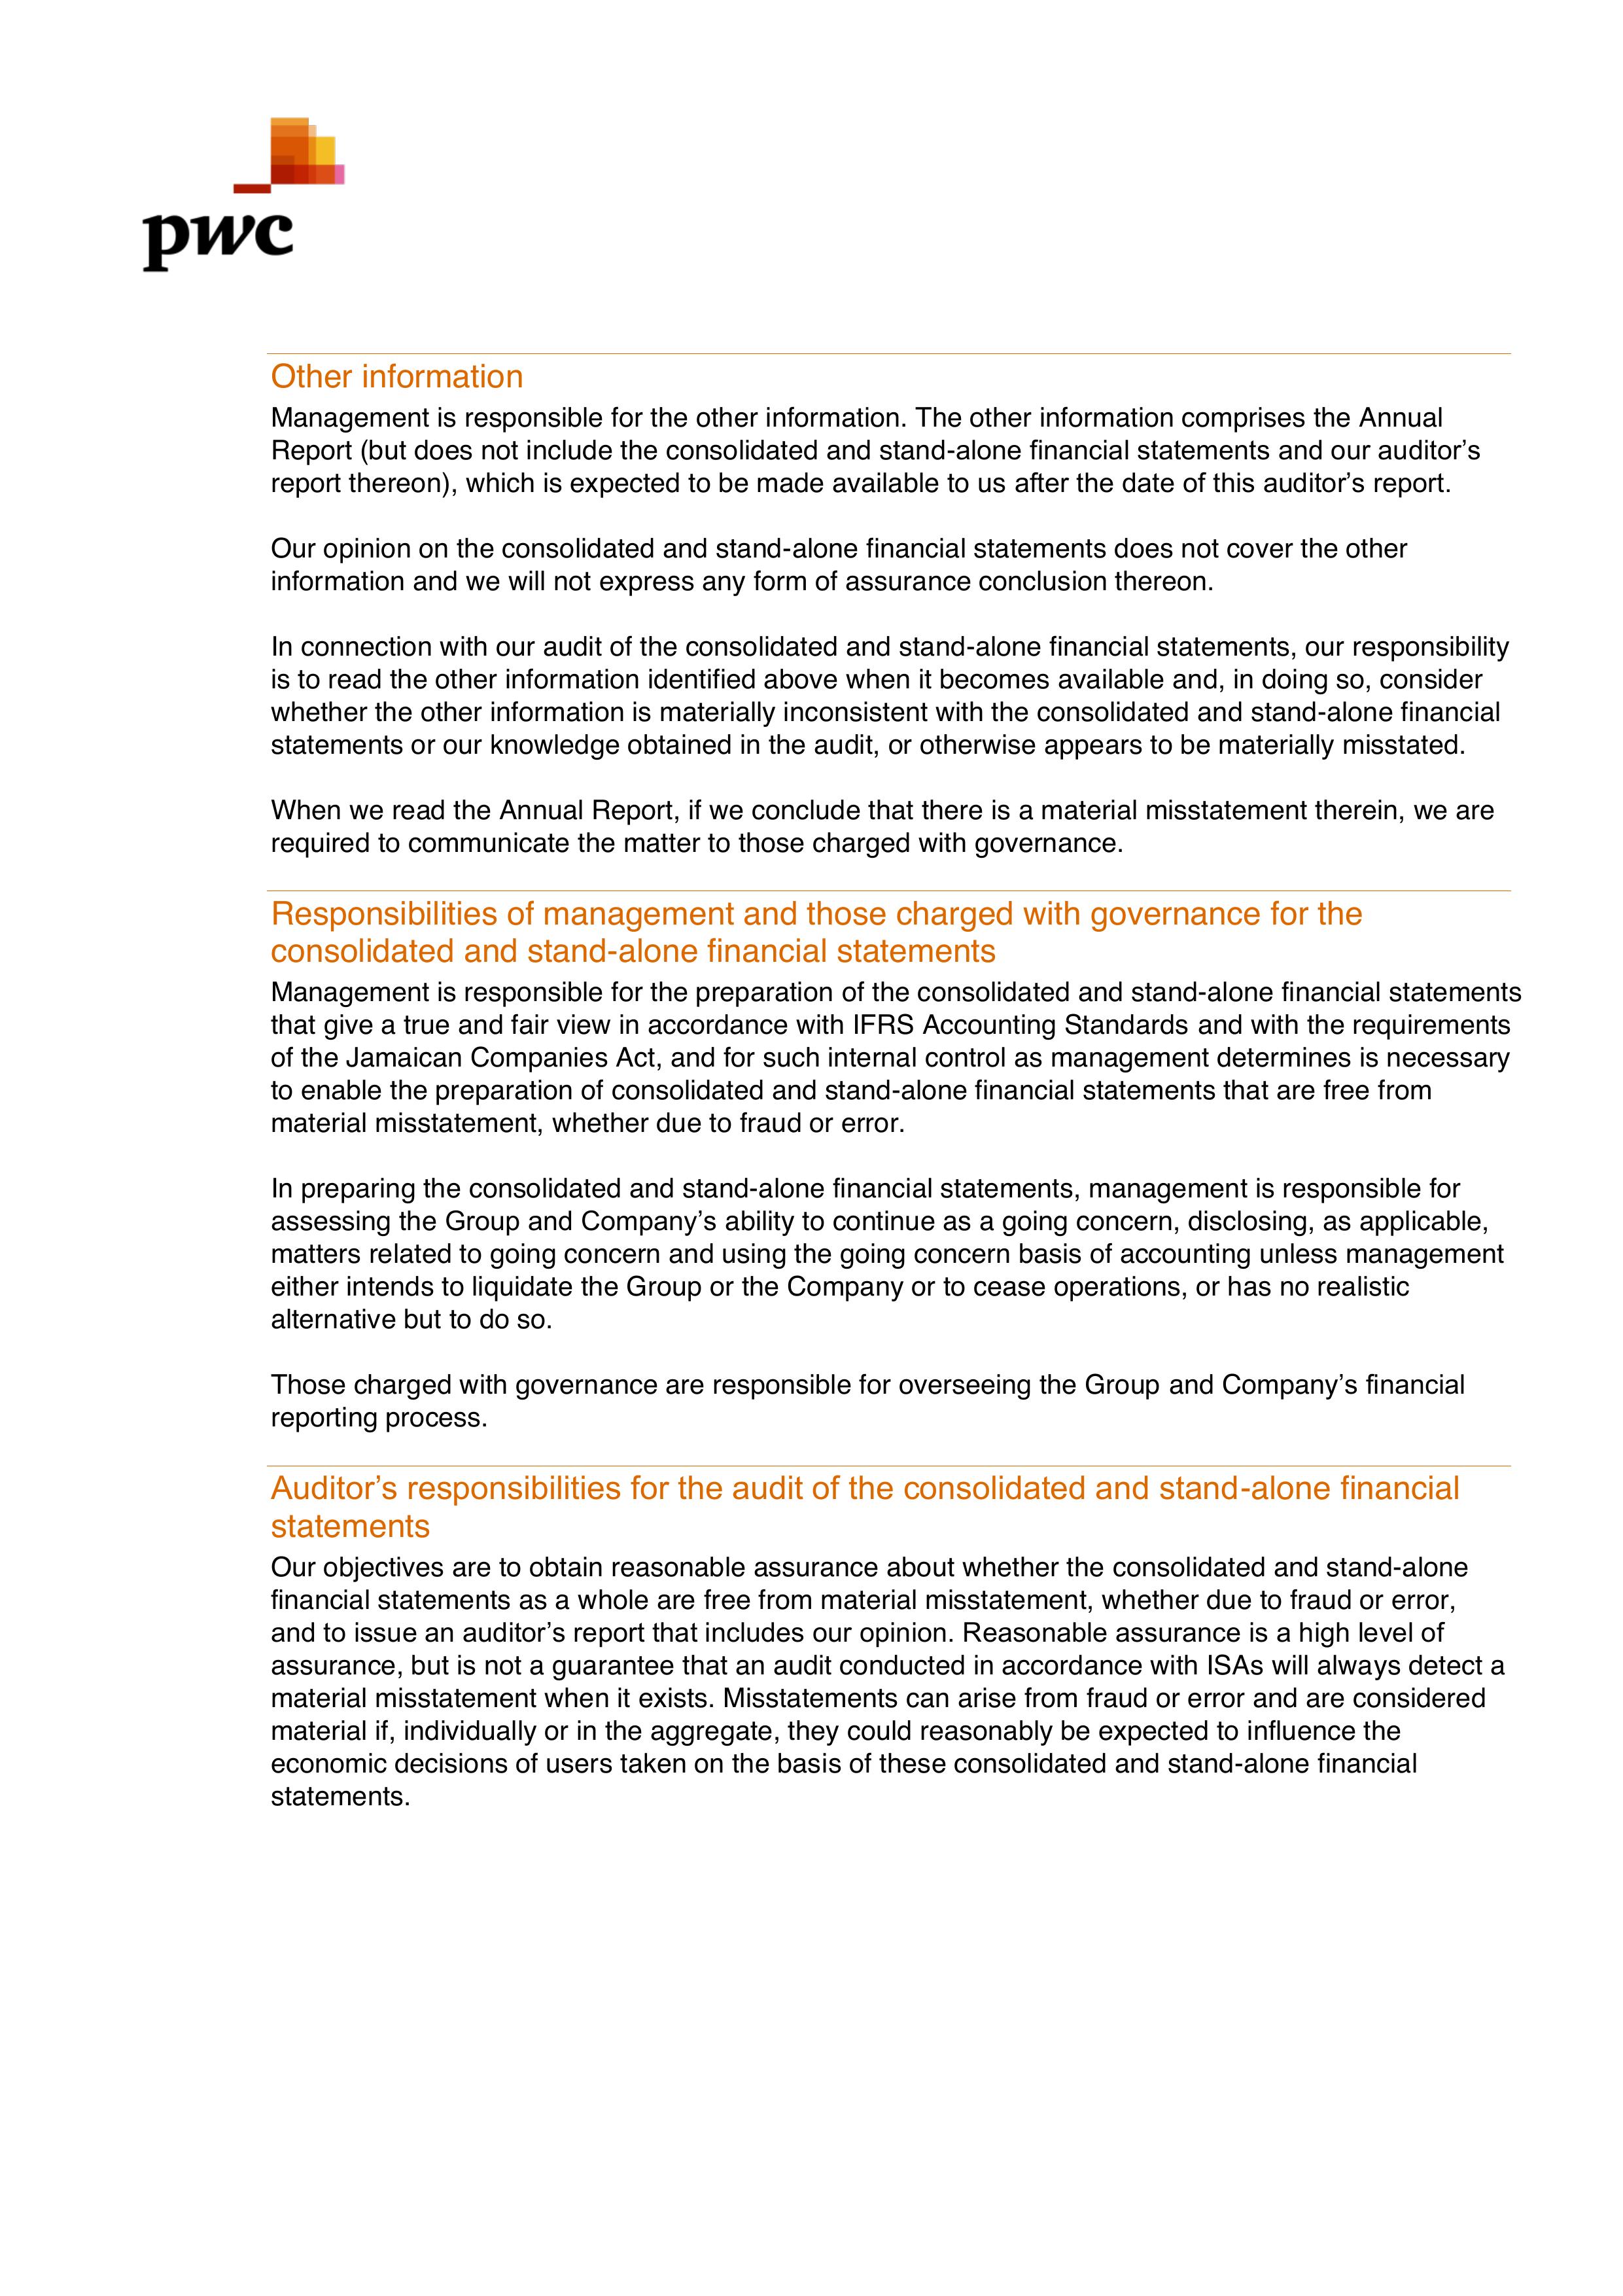 pwc
Other information
Management is responsible for the other information. The other information comprises the Annual
Report (but does not include the consolidated and stand-alone financial statements and our auditor’s
report thereon), which is expected to be made available to us after the date of this auditor’s report.
Our opinion on the consolidated and stand-alone financial statements does not cover the other
information and we will not express any form of assurance conclusion thereon.
In connection with our audit of the consolidated and stand-alone financial statements, our responsibility
is to read the other information identified above when it becomes available and, in doing so, consider
whether the other information is materially inconsistent with the consolidated and stand-alone financial
statements or our knowledge obtained in the audit, or otherwise appears to be materially misstated.
When we read the Annual Report, if we conclude that there is a material misstatement therein, we are
required to communicate the matter to those charged with governance.
Responsibilities of management and those charged with governance for the
consolidated and stand-alone financial statements
Management is responsible for the preparation of the consolidated and stand-alone financial statements
that give a true and fair view in accordance with IFRS Accounting Standards and with the requirements
of the Jamaican Companies Act, and for such internal control as management determines is necessary
to enable the preparation of consolidated and stand-alone financial statements that are free from
material misstatement, whether due to fraud or error.
In preparing the consolidated and stand-alone financial statements, management is responsible for
assessing the Group and Company’s ability to continue as a going concern, disclosing, as applicable,
matters related to going concern and using the going concern basis of accounting unless management
either intends to liquidate the Group or the Company or to cease operations, or has no realistic
alternative but to do so.
Those charged with governance are responsible for overseeing the Group and Company’s financial
reporting process.
Auditor’s responsibilities for the audit of the consolidated and stand-alone financial
statements
Our objectives are to obtain reasonable assurance about whether the consolidated and stand-alone
financial statements as a whole are free from material misstatement, whether due to fraud or error,
and to issue an auditor’s report that includes our opinion. Reasonable assurance is a high level of
assurance, but is not a guarantee that an audit conducted in accordance with ISAs will always detect a
material misstatement when it exists. Misstatements can arise from fraud or error and are considered
material if, individually or in the aggregate, they could reasonably be expected to influence the
economic decisions of users taken on the basis of these consolidated and stand-alone financial
statements.